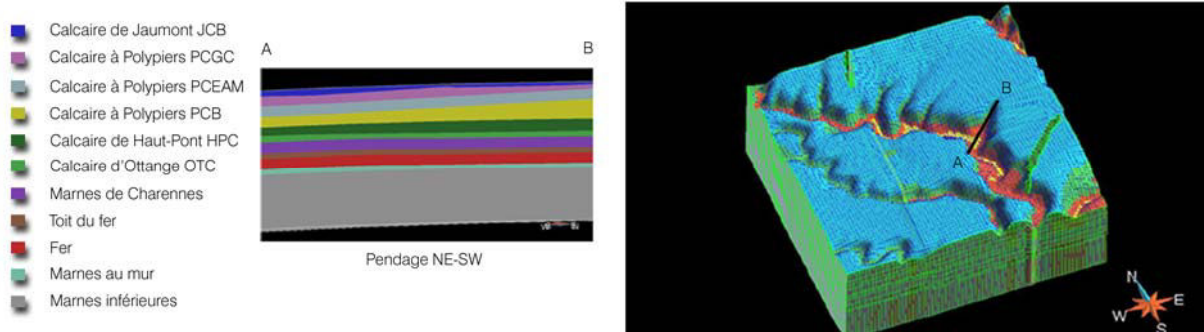 Calcaire de Jaumont JCB
Calcaire à Polypiers PCGC
Calcaire à Polypiers PCEAM
Calcaire à Polypiers PCB
Calcaire de Haut-Pont HPC
Calcaire d'Ottange OTC
Marnes de Charennes
Toit du fer
Fer
Marnes au mur
Marnes inférieures
A B
Pendage NE-SW
B
A
N
W E
S